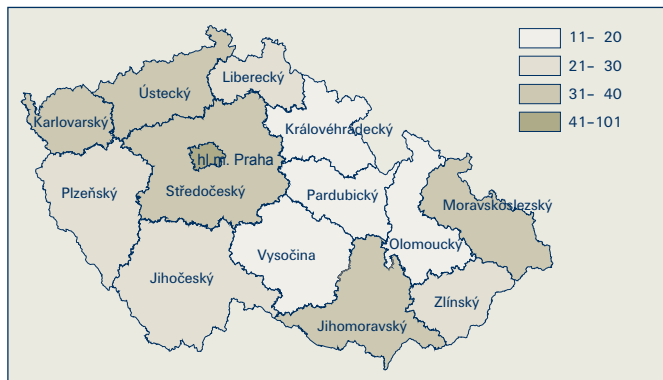 11– 20
21– 30
31– 40
41–101
Liberecký
Ústecký
Karlovarský
Královéhradecký
hl. m. Praha
Plzeňský
Středočeský
Pardubický
Moravskoslezský
Olomoucký
Vysočina
Jihočeský
Zlínský
Jihomoravský